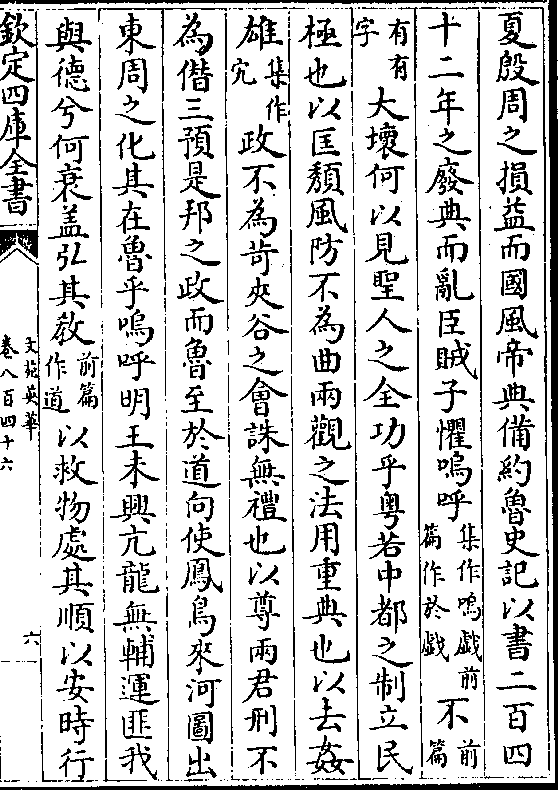 夏殷周之損益而國風帝典備約魯史記以書二百四
十二年之廢典而亂臣賊子懼嗚呼集作嗚戲前篇作於戲不前篇
有有字大壞何以見聖人之全功乎粤若中都之制立民
極也以匡頽風防不為曲兩觀之法用重典也以去姦
雄集作宄政不為苛夾谷之會誅無禮也以尊兩君刑不
為僭三預是邦之政而魯至於道向使鳳鳥來河圖出
東周之化其在魯乎嗚呼明王未興亢龍無輔運匪我
與德兮何衰盖弘其教前篇作道以救物處其順以安時行
欽定四庫全書
文苑英華
卷八百四十六
六